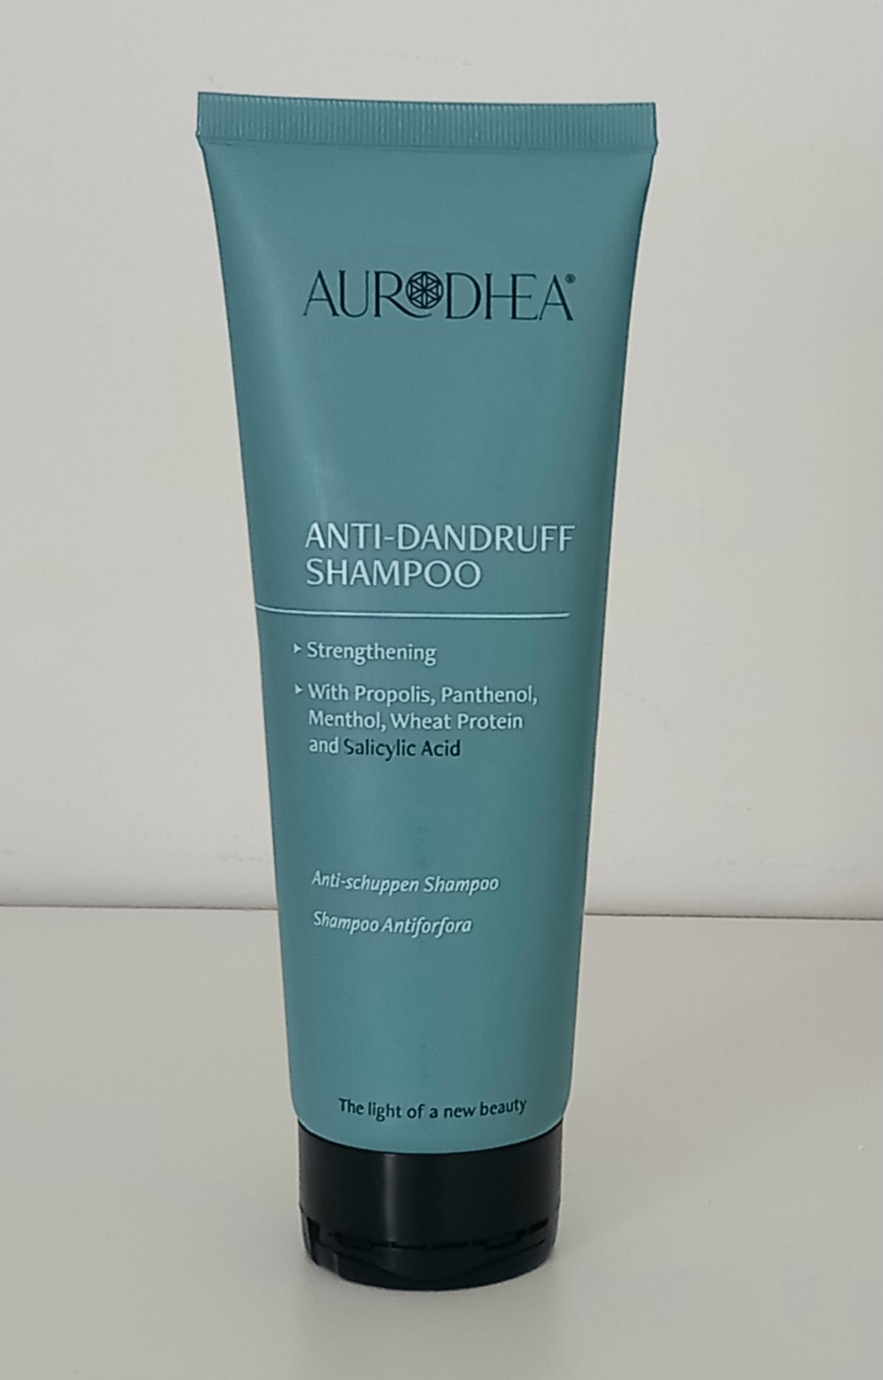 AURODHEA®
ANTI-DANDRUFF
SHAMPOO
Strengthening
With Propolis, Panthenol,
Menthol, Wheat Protein
and Salicylic Acid
Anti-schuppen Shampoo
Shampoo Antiforfora
The light of a new beauty